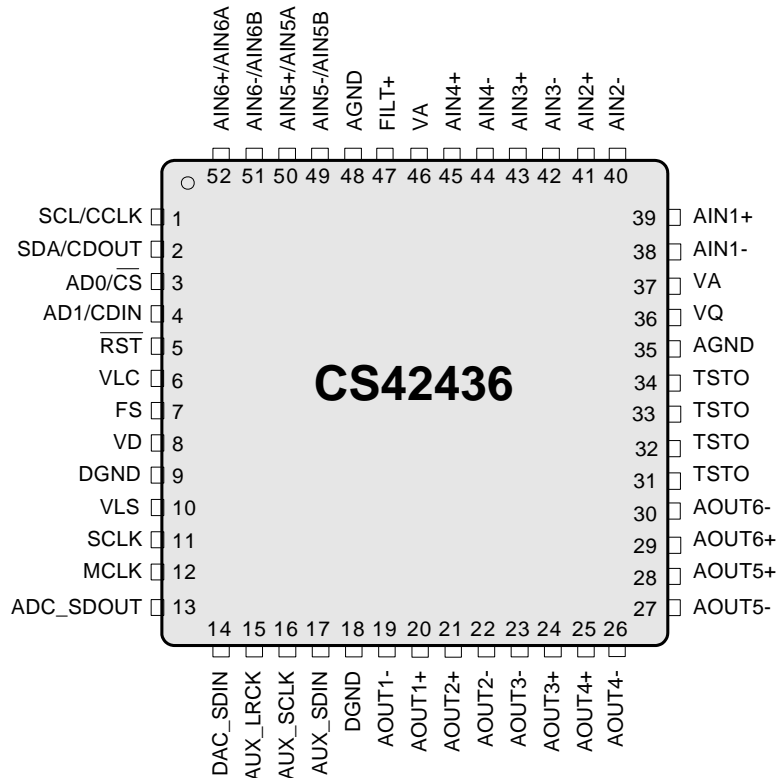 AIN6+/AIN6A
AIN6-/AIN6B
AIN5+/AIN5A
AIN5-/AIN5B
AGND
FILT+
VA
AIN4+
AIN4-
AIN3+
AIN3-
AIN2+
AIN2-
52 51 50 49 48 47 46 45 44 43 42 41 40
SCL/CCLK 1
SDA/CDOUT 2
AD0/CS 3
AD1/CDIN 4
RST 5
VLC 6
FS 7
VD 8
DGND 9
VLS 10
SCLK 11
MCLK 12
ADC_SDOUT 13
CS42436
39 AIN1+
38 AIN1-
37 VA
36 VQ
35 AGND
34 TSTO
33 TSTO
32 TSTO
31 TSTO
30 AOUT6-
29 AOUT6+
28 AOUT5+
27 AOUT5-
14 15 16 17 18 19 20 21 22 23 24 25 26
DAC_SDIN
AUX_LRCK
AUX_SCLK
AUX_SDIN
DGND
AOUT1-
AOUT1+
AOUT2+
AOUT2-
AOUT3-
AOUT3+
AOUT4+
AOUT4-